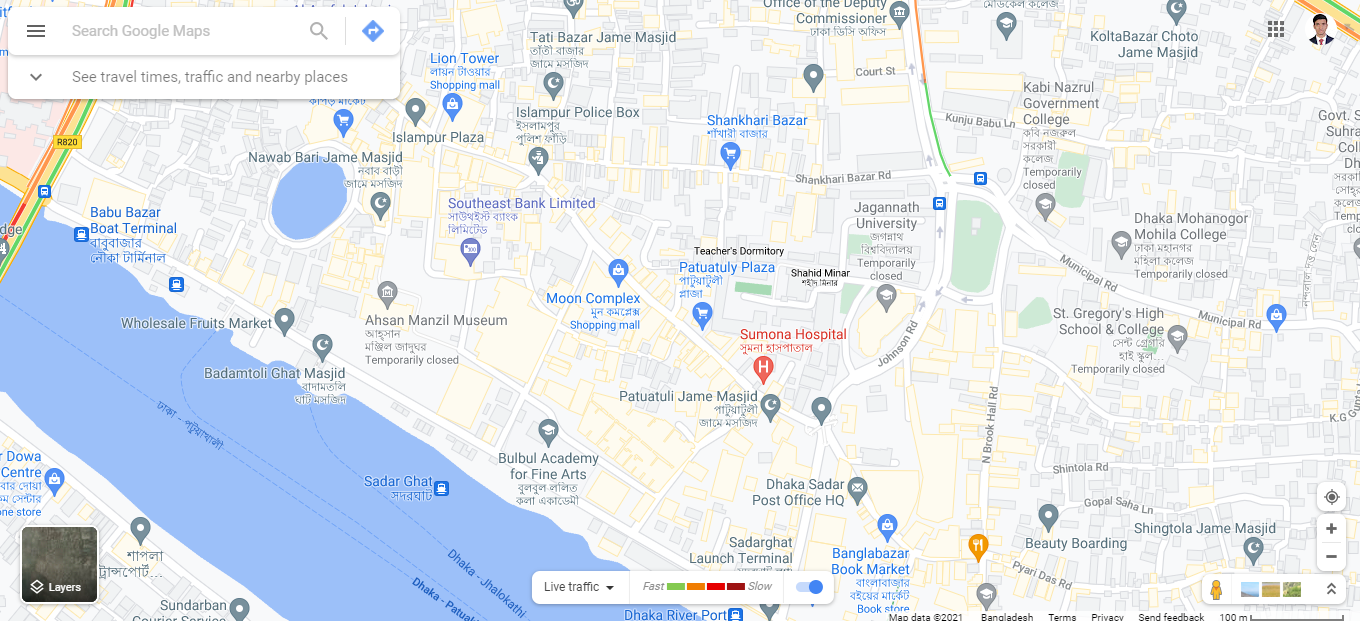 Search Google Maps
See travel times, traffic and nearby places
Office of the Deputy
Commissioner
ঢাকা ডিসি অফিস
KoltaBazar Choto
Jame Masjid
Tati Bazar Jame Masjid
তাঁতী বাজার
জামে মসজিদ
Lion Tower
লায়ন টাওয়ার
Shopping mall
Court St
Kabi Nazrul
Government
College
কবি নজরুল
সরকারী
কলেজ
Temporarily
closed
Islampur Police Box
ইসলামপুর
পুলিশ ফাঁড়ি
Islampur Plaza
Shankhari Bazar
শাঁখারী বাজার
Kunju Babu Ln
Govt. S
Suhra
R820
Nawab Bari Jame Masjid
নবাব বাড়ী
জামে মসজিদ
Shankhari Bazar Rd
Southeast Bank Limited
সাউথইস্ট ব্যাংক
লিমিটেড
Babu Bazar
Boat Terminal
বাবুবাজার
নৌকা টার্মিনাল
Jagannath
University
জগন্নাথ
বিশ্ববিদ্যালয়
Temporarily
closed
Dhaka Mohanogor
Mohila College
ঢাকা মহানগর
মহিলা কলেজ
Temporarily closed
Teacher's Dormitory
Patuatuly Plaza
পাটুয়াটুলী
প্লাজা
Shahid Minar
শহীদ মিনার
Municipal Rd
Moon Complex
মুন কমপ্লেক্স
Shopping mall
Ahsan Manzil Museum
আহ্সান
মঞ্জিল জাদুঘর
Temporarily closed
Wholesale Fruits Market
St. Gregory's High
School & College
সেন্ট গ্রেগরি
হাই স্কুল...
Temporarily closed
Municipal Rd
Sumona Hospital
সুমনা হাসপাতাল
Johnson Rd
Badamtoli Ghat Masjid
বাদামতলি
ঘাট মসজিদ
Patuatuli Jame Masjid
পাটুয়াটুলী
জামে মসজিদ
ঢাকা - পটুয়াখালী
N Brook Hall Rd
Bulbul Academy
for Fine Arts
বুলবুল ললিত
কলা একাডেমী
Sadar Ghat
সদরঘাট
Dhaka Sadar
Post Office HQ
Shintola Rd
Gopal Saha Ln
Shingtola Jame Masjid
Beauty Boarding
Sadarghat
Launch Terminal
Banglabazar
Book Market
বাংলাবাজার
বইয়ের মার্কেট
Book store
Pyari Das Rd
শাপলা
ট্রান্সপোর্ট...
Dhaka - Jhalokathi
Dhaka - Patua
Layers
Live traffic
Fast
Slow
Sundarban
Courier Service
Dhaka River Port
Map data ©2021
Bangladesh
Terms
Privacy
Send feedback
100 m